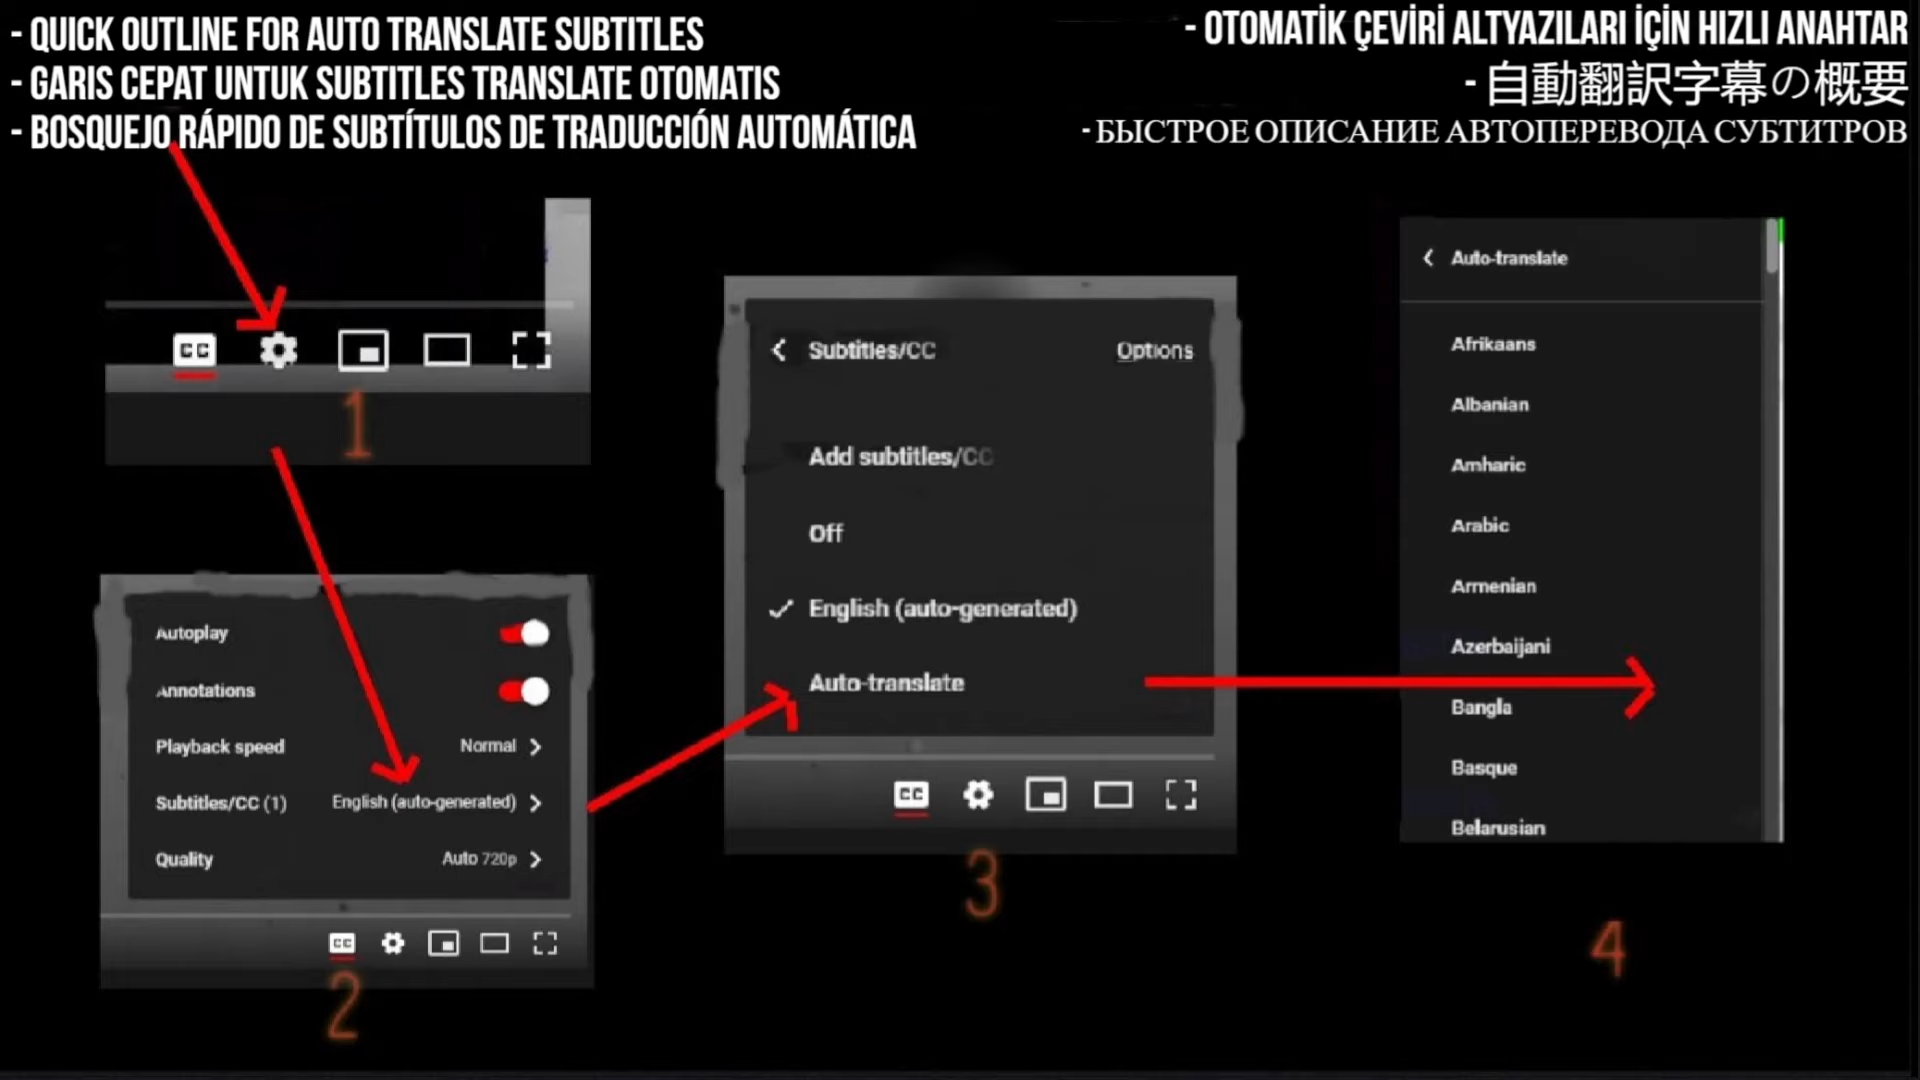 - QUICK OUTLINE FOR AUTO TRANSLATE SUBTITLES
- GARIS CEPAT UNTUK SUBTITLES TRANSLATE OTOMATIS
- BOSQUEJO RÁPIDO DE SUBTÍTULOS DE TRADUCCIÓN AUTOMÁTICA
- OTOMATİK ÇEVİRİ ALTYAZILARI İÇİN HIZLI ANAHTAR
- 自動翻訳字幕の概要
- БЫСТРОЕ ОПИСАНИЕ АВТОПЕРЕВОДА СУБТИТРОВ
CC
1
Autoplay
Annotations
Playback speed Normal
Subtitles/CC (1) English (auto-generated)
Quality Auto 720p
CC
2
Subtitles/CC Options
Add subtitles/CC
Off
English (auto-generated)
Auto-translate
CC
3
Auto-translate
Afrikaans
Albanian
Amharic
Arabic
Armenian
Azerbaijani
Bangla
Basque
Belarusian
4